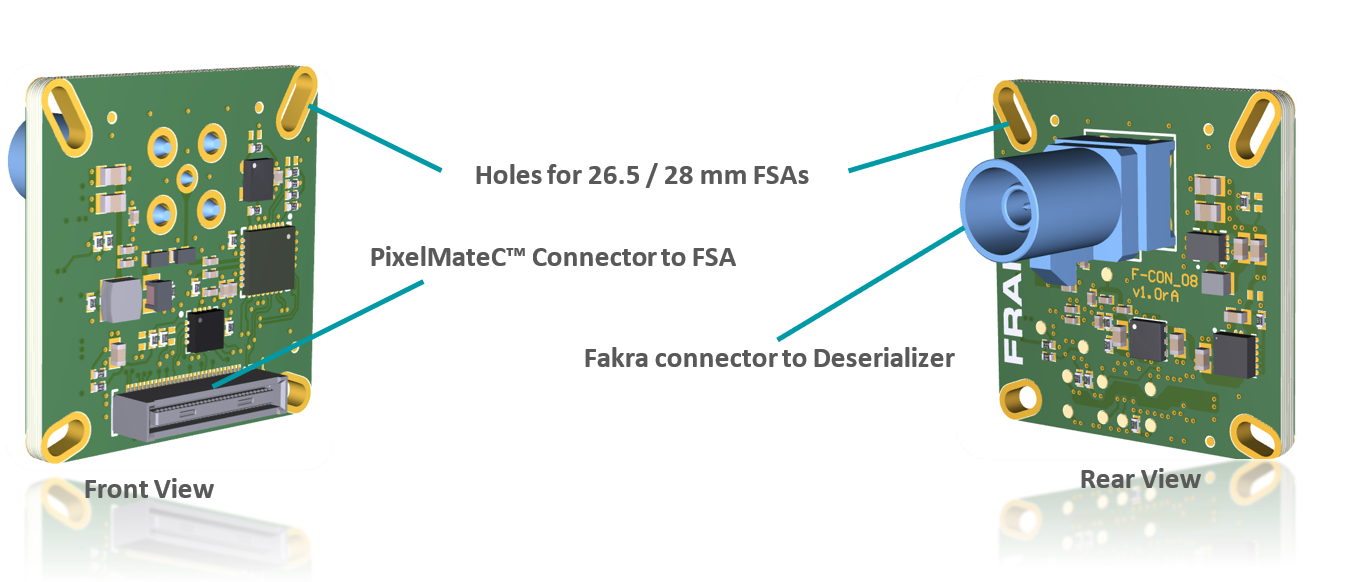 Holes for 26.5 / 28 mm FSAs
PixelMateC™ Connector to FSA
F-CON_08
v1.0rA
FRA
Fakra connector to Deserializer
Front View
Rear View